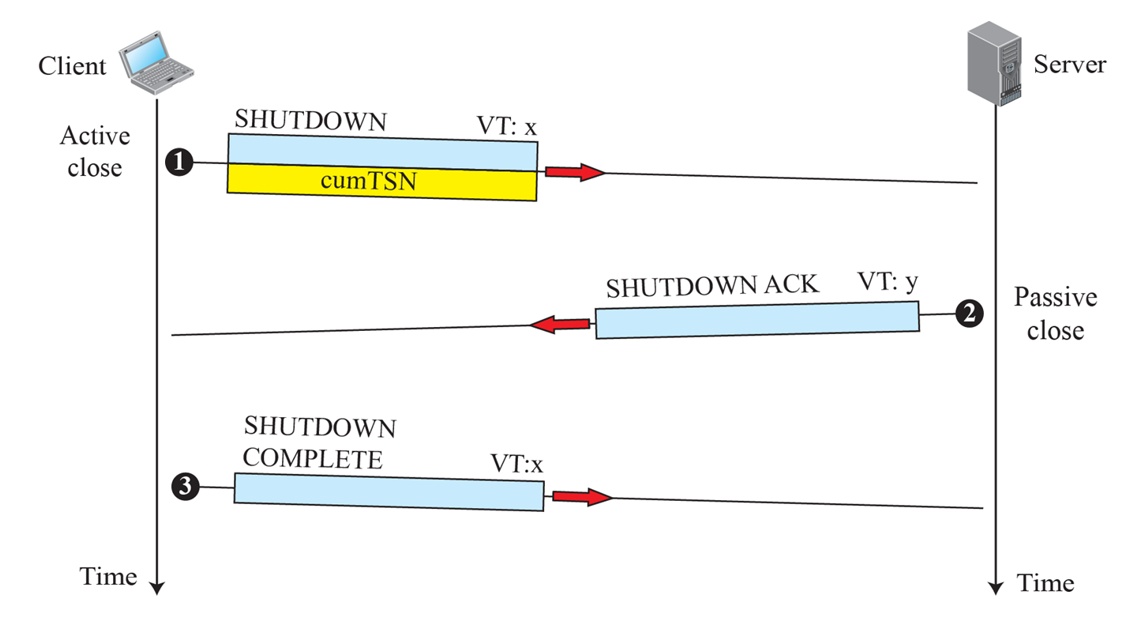 Client
Server
Active
close
SHUTDOWN VT: x
1
cumTSN
SHUTDOWN ACK VT: y
2
Passive
close
SHUTDOWN
COMPLETE VT:x
3
Time
Time